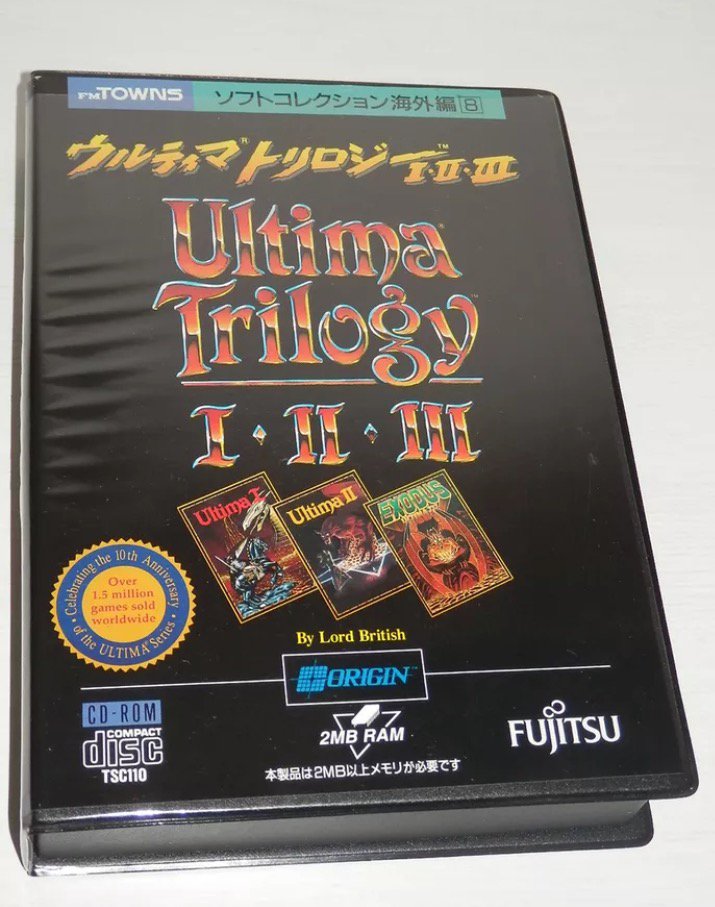 FM TOWNS ソフトコレクション海外編 8
ウルティマ®トリロジー™ I・II・III
Ultima®
Trilogy™
I · II · III
Ultima I
Ultima II
EXODUS
Celebrating the 10th Anniversary
Over
1.5 million
games sold
worldwide
of the ULTIMA Series
By Lord British
ORIGIN™
CD-ROM
COMPACT
disc
TSC110
2MB RAM
本製品は2MB以上メモリが必要です
FUJITSU